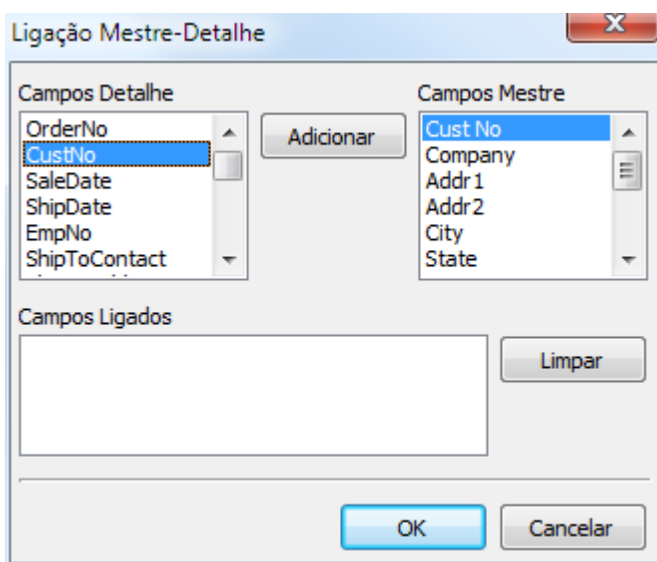 Ligação Mestre-Detalhe
Campos Detalhe
OrderNo
CustNo
SaleDate
ShipDate
EmpNo
ShipToContact
Adicionar
Campos Mestre
Cust No
Company
Addr1
Addr2
City
State
Campos Ligados
Limpar
OK
Cancelar